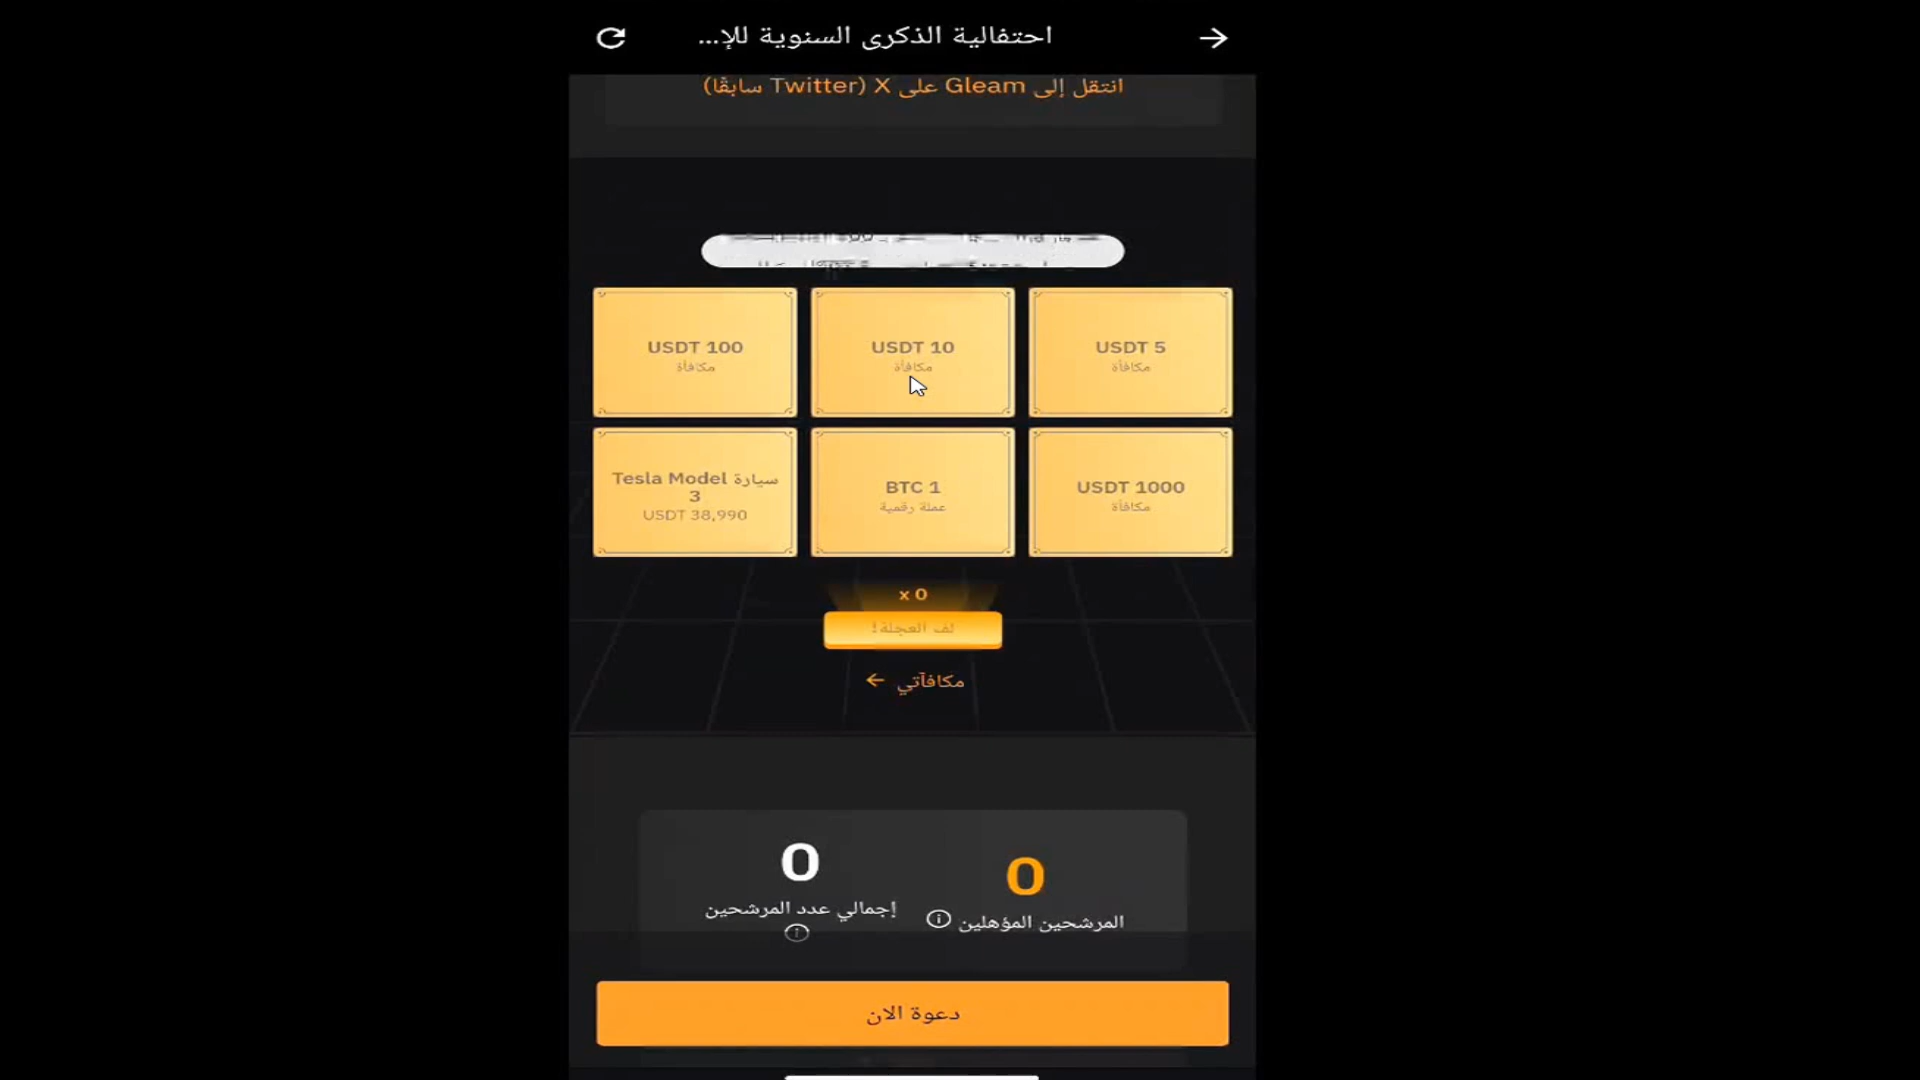 احتفالية الذكرى السنوية للإ...
انتقل إلى Gleam على X (Twitter سابقًا)
USDT 5
مكافأة
USDT 10
مكافأة
USDT 100
مكافأة
USDT 1000
مكافأة
BTC 1
عملة رقمية
سيارة Tesla Model
3
USDT 38,990
x 0
لف العجلة!
مكافآتي ←
0
المرشحين المؤهلين
0
إجمالي عدد المرشحين
دعوة الان